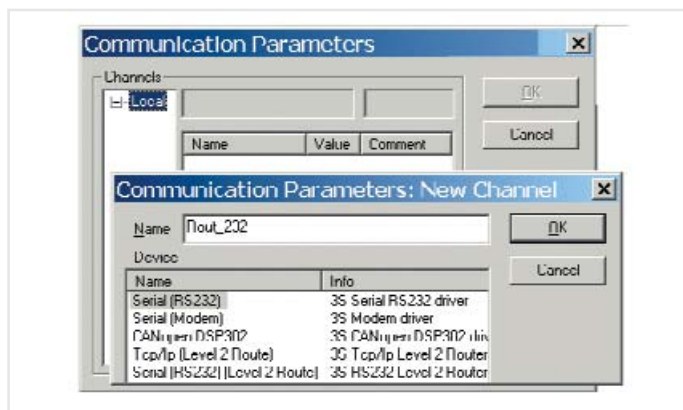 Communication Parameters
Channels
Local
OK
Cancel
Name Value Comment
Communication Parameters: New Channel
Name Rout_232
OK
Device
Cancel
Name Info
Serial (RS232) 3S Serial RS232 driver
Serial (Modem) 3S Modem driver
CANopen DSP302 3S CANopen DSP302 driv
Tcp/Ip (Level 2 Route) 3S Tcp/Ip Level 2 Router
Serial (RS232) (Level 2 Route) 3S RS232 Level 2 Router